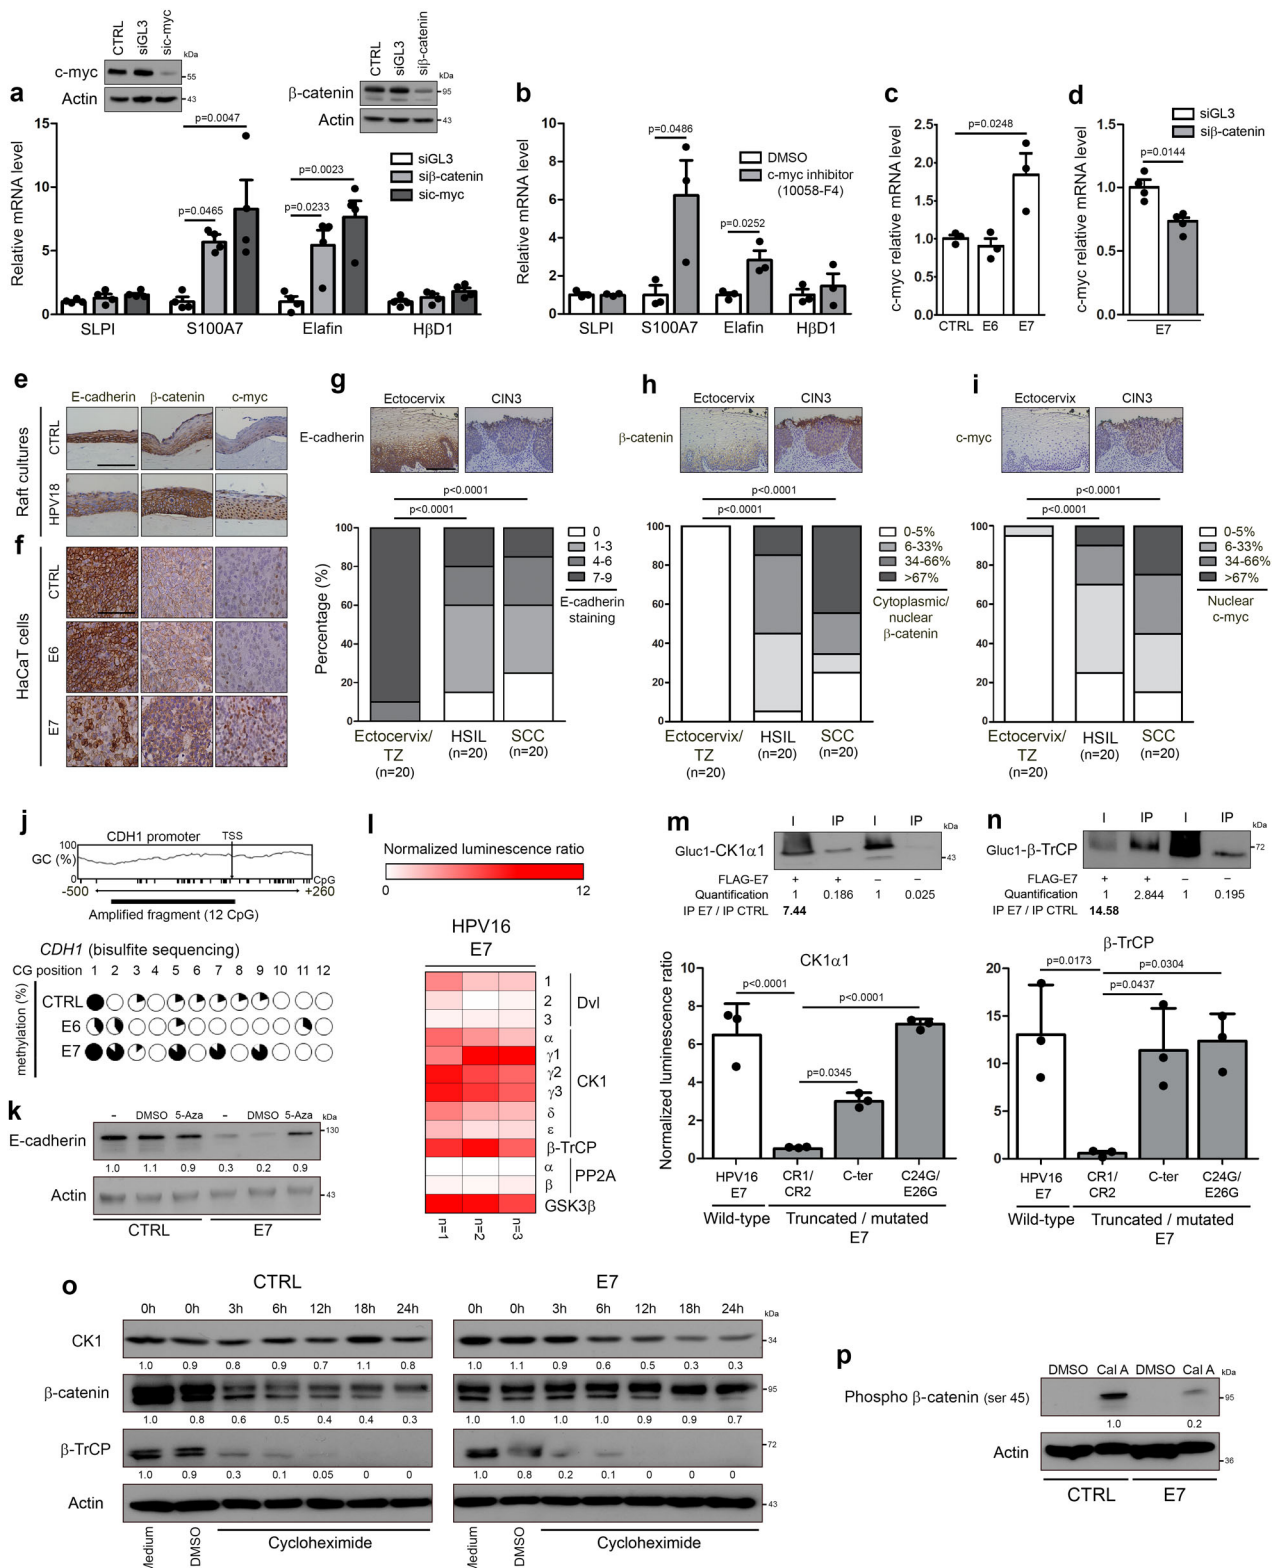 a
CTRL
siGL3
sic-myc
kDa
c-myc
55
Actin
43
CTRL
siGL3
siβ-catenin
kDa
β-catenin
95
Actin
43
Relative mRNA level
15
10
5
0
p=0.0047
p=0.0465
p=0.0023
p=0.0233
siGL3
siβ-catenin
sic-myc
SLPI
S100A7
Elafin
HβD1
b
Relative mRNA level
10
8
6
4
2
0
p=0.0486
p=0.0252
DMSO
c-myc inhibitor
(10058-F4)
SLPI
S100A7
Elafin
HβD1
c
c-myc relative mRNA level
2.5
2.0
1.5
1.0
0.5
0.0
p=0.0248
CTRL
E6
E7
d
c-myc relative mRNA level
1.5
1.0
0.5
0.0
siGL3
siβ-catenin
p=0.0144
E7
e
E-cadherin
β-catenin
c-myc
Raft cultures
CTRL
HPV18
f
HaCaT cells
CTRL
E6
E7
g
Ectocervix
CIN3
E-cadherin
p<0.0001
p<0.0001
Percentage (%)
100
80
60
40
20
0
0
1-3
4-6
7-9
E-cadherin
staining
Ectocervix/
TZ
(n=20)
HSIL
(n=20)
SCC
(n=20)
h
Ectocervix
CIN3
β-catenin
p<0.0001
p<0.0001
100
80
60
40
20
0
0-5%
6-33%
34-66%
>67%
Cytoplasmic/
nuclear
β-catenin
Ectocervix/
TZ
(n=20)
HSIL
(n=20)
SCC
(n=20)
i
Ectocervix
CIN3
c-myc
p<0.0001
p<0.0001
100
80
60
40
20
0
0-5%
6-33%
34-66%
>67%
Nuclear
c-myc
Ectocervix/
TZ
(n=20)
HSIL
(n=20)
SCC
(n=20)
j
CDH1 promoter
TSS
100
GC (%)
0
CpG
-500
+260
Amplified fragment (12 CpG)
CDH1 (bisulfite sequencing)
CG position 1 2 3 4 5 6 7 8 9 10 11 12
methylation (%)
CTRL
E6
E7
k
- DMSO 5-Aza - DMSO 5-Aza
kDa
E-cadherin
130
1.0 1.1 0.9 0.3 0.2 0.9
Actin
43
CTRL
E7
l
Normalized luminescence ratio
0
12
HPV16
E7
1
2
3
Dvl
α
γ1
γ2
γ3
δ
ε
CK1
β-TrCP
α
β
PP2A
GSK3β
n=1
n=2
n=3
m
I IP I IP
kDa
Gluc1-CK1α1
43
FLAG-E7 + + − −
Quantification 1 0.186 1 0.025
IP E7 / IP CTRL 7.44
CK1α1
Normalized luminescence ratio
10
8
6
4
2
0
p<0.0001
p<0.0001
p=0.0345
HPV16
E7
CR1/
CR2
C-ter
C24G/
E26G
Wild-type
Truncated / mutated
E7
n
I IP I IP
kDa
Gluc1-β-TrCP
72
FLAG-E7 + + − −
Quantification 1 2.844 1 0.195
IP E7 / IP CTRL 14.58
β-TrCP
20
15
10
5
0
p=0.0173
p=0.0304
p=0.0437
HPV16
E7
CR1/
CR2
C-ter
C24G/
E26G
Wild-type
Truncated / mutated
E7
o
CTRL
E7
0h 0h 3h 6h 12h 18h 24h
0h 0h 3h 6h 12h 18h 24h
kDa
CK1
34
1.0 0.9 0.8 0.9 0.7 1.1 0.8
1.0 1.1 0.9 0.6 0.5 0.3 0.3
β-catenin
95
1.0 0.8 0.6 0.5 0.4 0.4 0.3
1.0 1.0 1.0 1.0 0.9 0.9 0.7
β-TrCP
72
1.0 0.9 0.3 0.1 0.05 0 0
1.0 0.8 0.2 0.1 0 0 0
Actin
43
Medium
DMSO
Cycloheximide
Medium
DMSO
Cycloheximide
p
DMSO Cal A DMSO Cal A
kDa
Phospho β-catenin (ser 45)
95
1.0
0.2
Actin
36
CTRL
E7